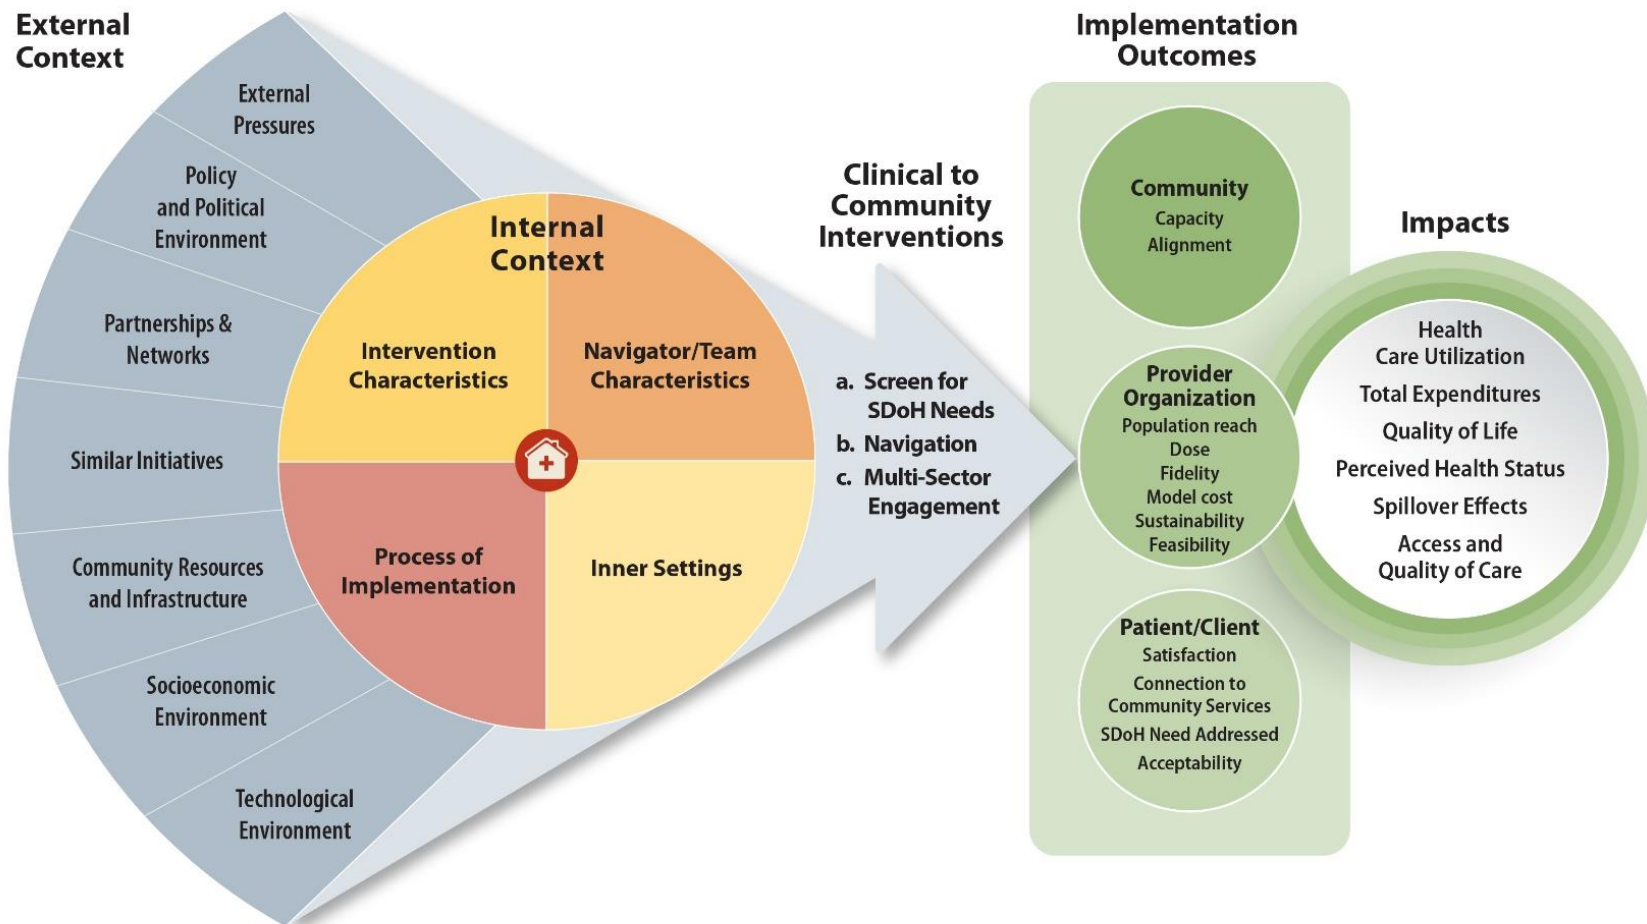 External
Context
External
Pressures
Policy
and Political
Environment
Partnerships &
Networks
Similar Initiatives
Community Resources
and Infrastructure
Socioeconomic
Environment
Technological
Environment
Internal
Context
Intervention
Characteristics
Navigator/Team
Characteristics
Process of
Implementation
Inner Settings
Clinical to
Community
Interventions
a. Screen for
SDoH Needs
b. Navigation
c. Multi-Sector
Engagement
Implementation
Outcomes
Community
Capacity
Alignment
Provider
Organization
Population reach
Dose
Fidelity
Model cost
Sustainability
Feasibility
Patient/Client
Satisfaction
Connection to
Community Services
SDoH Need Addressed
Acceptability
Impacts
Health
Care Utilization
Total Expenditures
Quality of Life
Perceived Health Status
Spillover Effects
Access and
Quality of Care